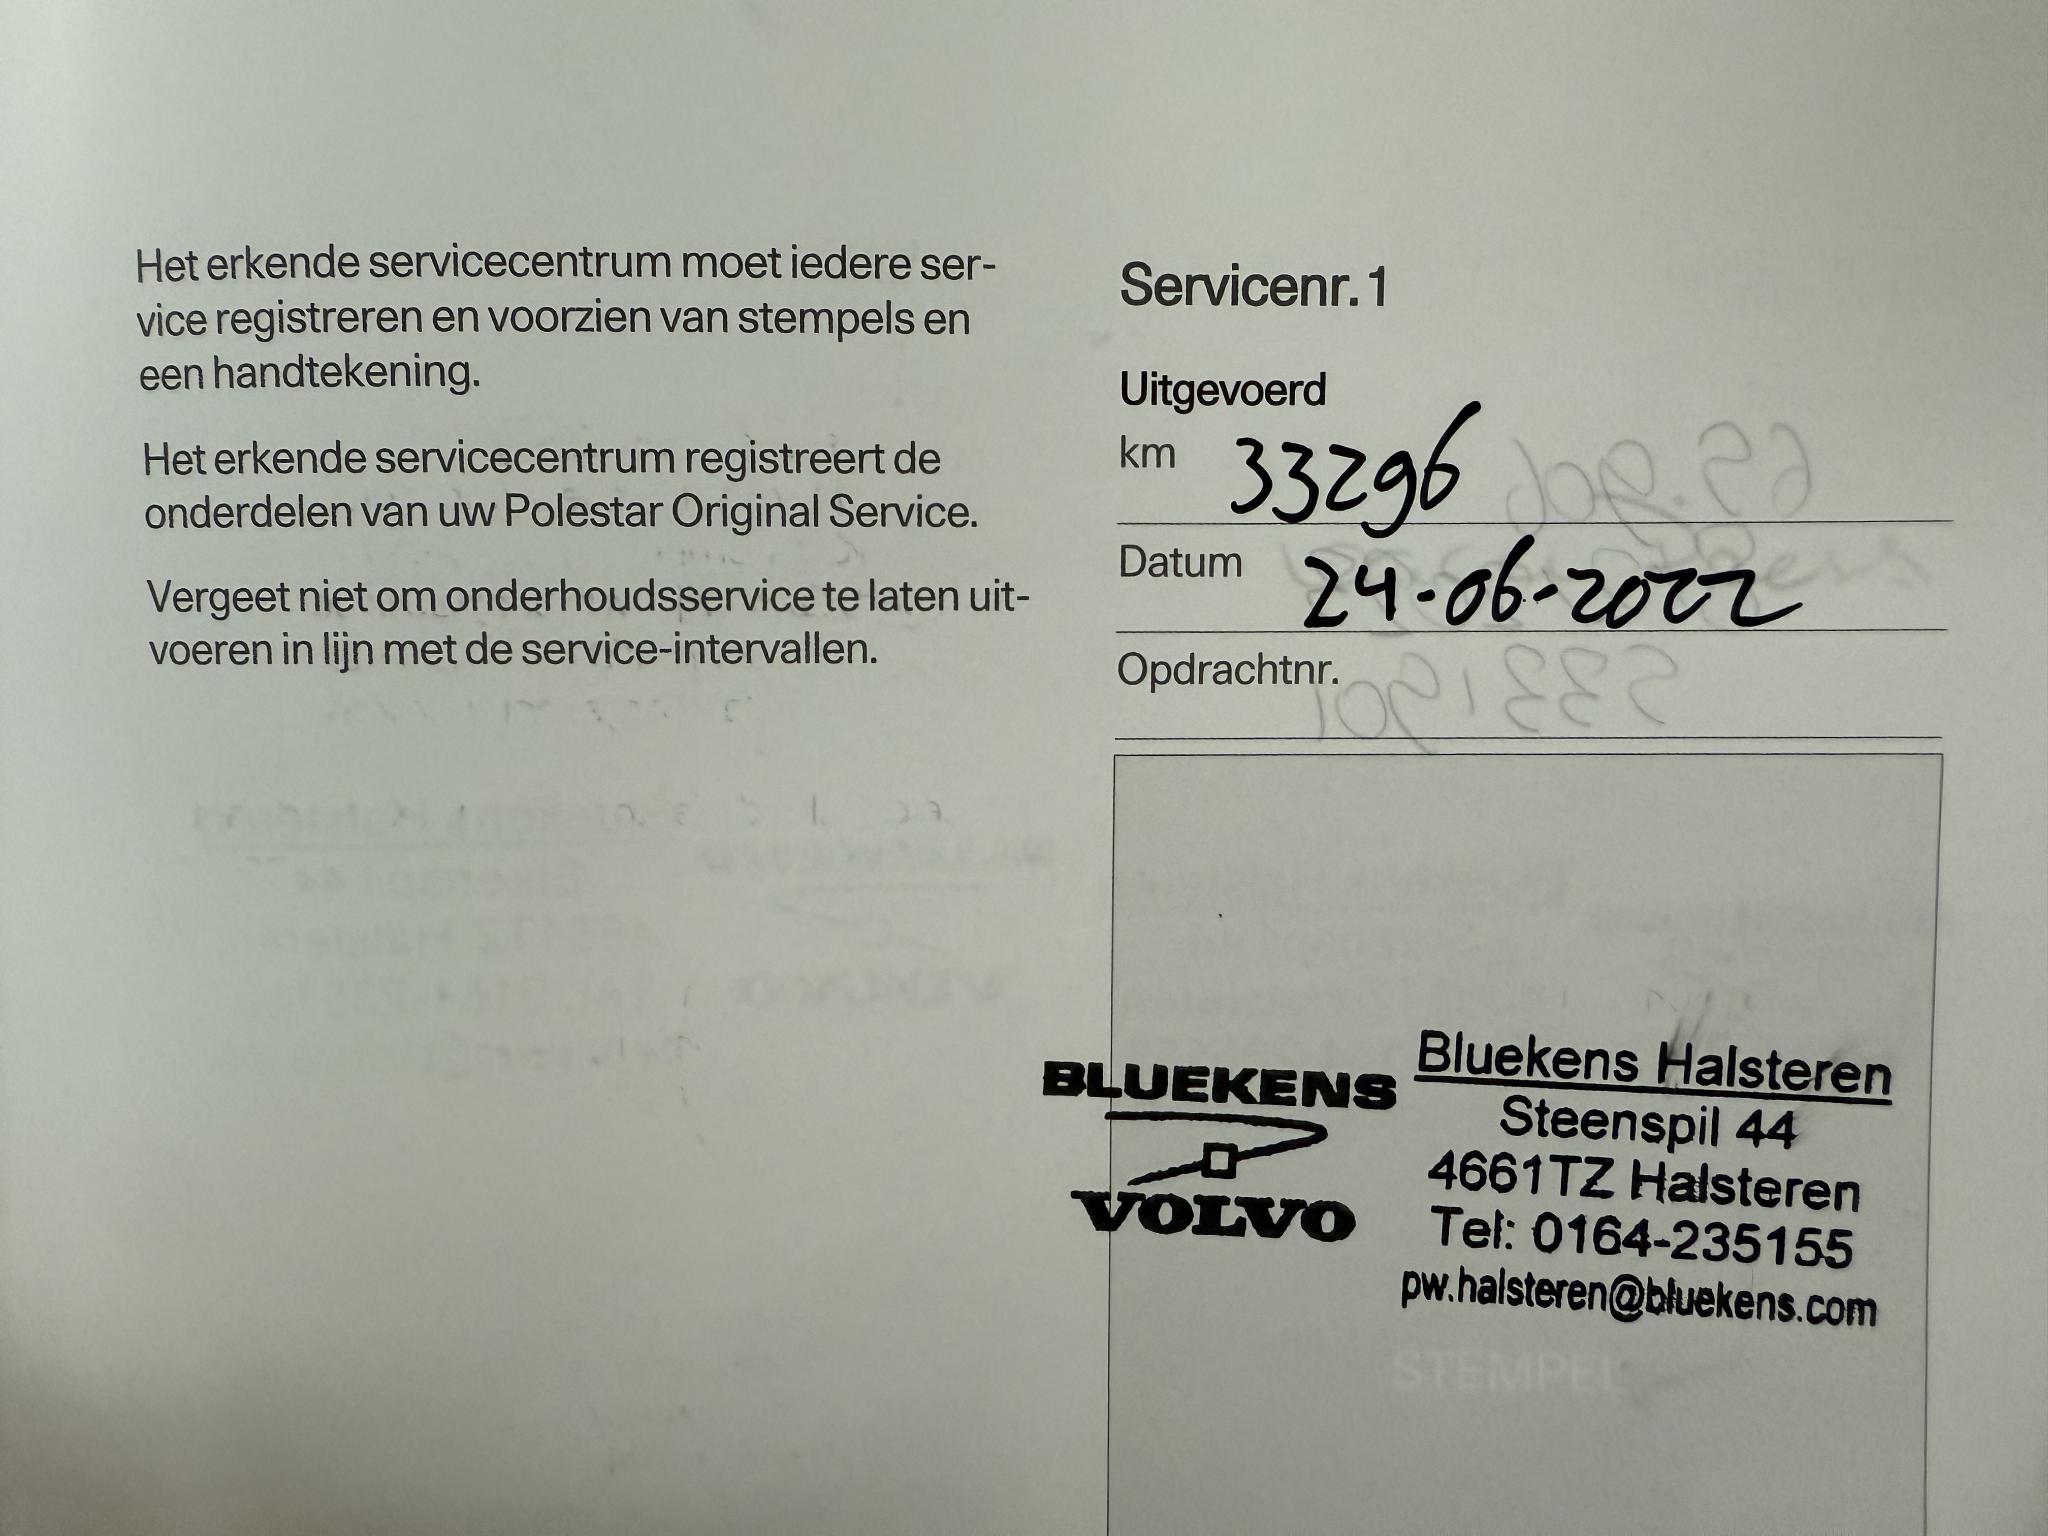 Het erkende servicecentrum moet iedere ser-
vice registreren en voorzien van stempels en
een handtekening.
Het erkende servicecentrum registreert de
onderdelen van uw Polestar Original Service.
Vergeet niet om onderhoudsservice te laten uit-
voeren in lijn met de service-intervallen.
Servicenr. 1
Uitgevoerd
km 33296
Datum 24-06-2022
Opdrachtnr.
BLUEKENS
VOLVO
Bluekens Halsteren
Steenspil 44
4661TZ Halsteren
Tel: 0164-235155
pw.halsteren@bluekens.com
STEMPEL